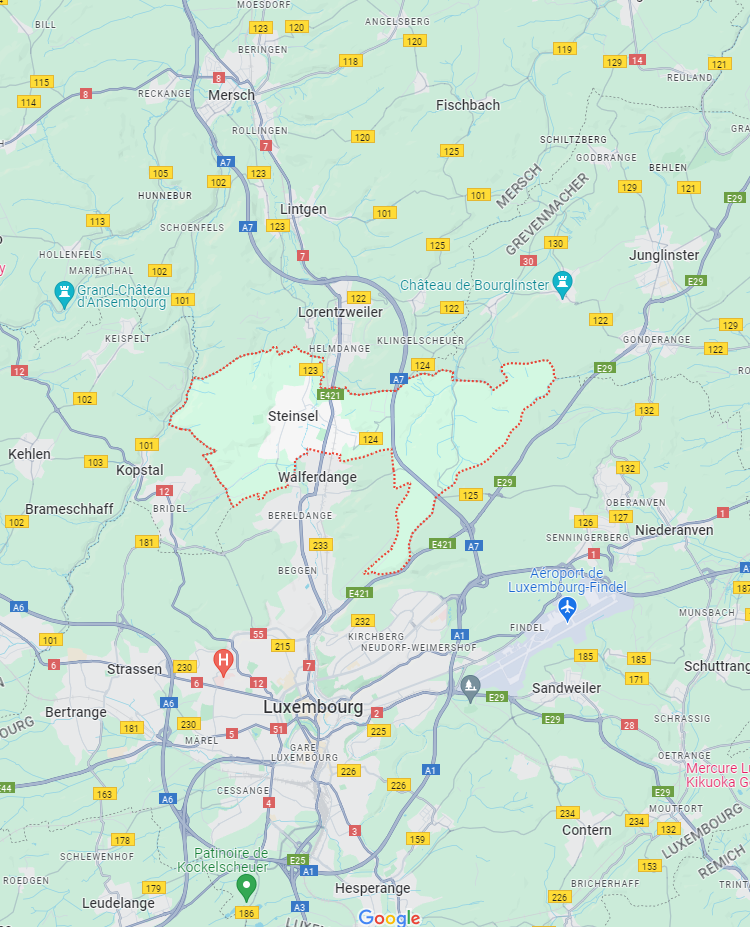 MOESDORF
BILL
ANGELSBERG
123
120
BERINGEN
120
119
118
129
14
121
115
8
REULAND
114
8
RECKANGE
Mersch
Fischbach
ROLLINGEN
120
SCHILTZBERG
7
125
GODBRANGE
A7
105
123
BEHLEN
102
MERSCH
129
121
HUNNEBUR
101
E29
Lintgen
101
GREVENMACHER
113
A7
123
SCHOENFELS
125
130
HOLLENFELS
7
30
Junglinster
MARIENTHAL
102
Château de Bourglinster
E29
Grand-Château
d'Ansembourg
101
122
122
Lorentzweiler
122
129
KEISPELT
HELMDANGE
KLINGELSCHEUER
GONDERANGE
122
12
123
124
E29
A7
102
E421
Steinsel
132
101
124
Kehlen
103
Kopstal
Walferdange
132
12
125
E29
Brameschhaff
BRIDEL
OBERANVEN
102
BERELDANGE
126
127
1
181
233
E421
A7
SENNINGERBERG
Niederanven
1
BEGGEN
Aeroport de
Luxembourg-Findel
A6
E421
187
MUNSBACH
232
FINDEL
101
55
KIRCHBERG
A1
215
NEUDORF-WEIMERSHOF
6
Strassen
230
H
7
185
185
Schuttrang
6
12
171
Sandweiler
Bertrange
A6
Luxembourg
2
E29
181
230
51
225
E29
28
SCHRASSIG
MÄREL
5
GARE
LUXEMBOURG
OETRANGE
226
A1
Mercure Lu
Kikuoka G
E44
CESSANGE
226
163
A6
4
E29
MOUTFORT
234
3
234
132
LUXEMBOURG
178
159
Contern
SCHLEWENHOF
Patinoire de
Kockelscheuer
E25
A1
153
REMICH
ROEDGEN
179
Hesperange
BRICHERHAFF
TRINT
Leudelange
186
A3
226
Google